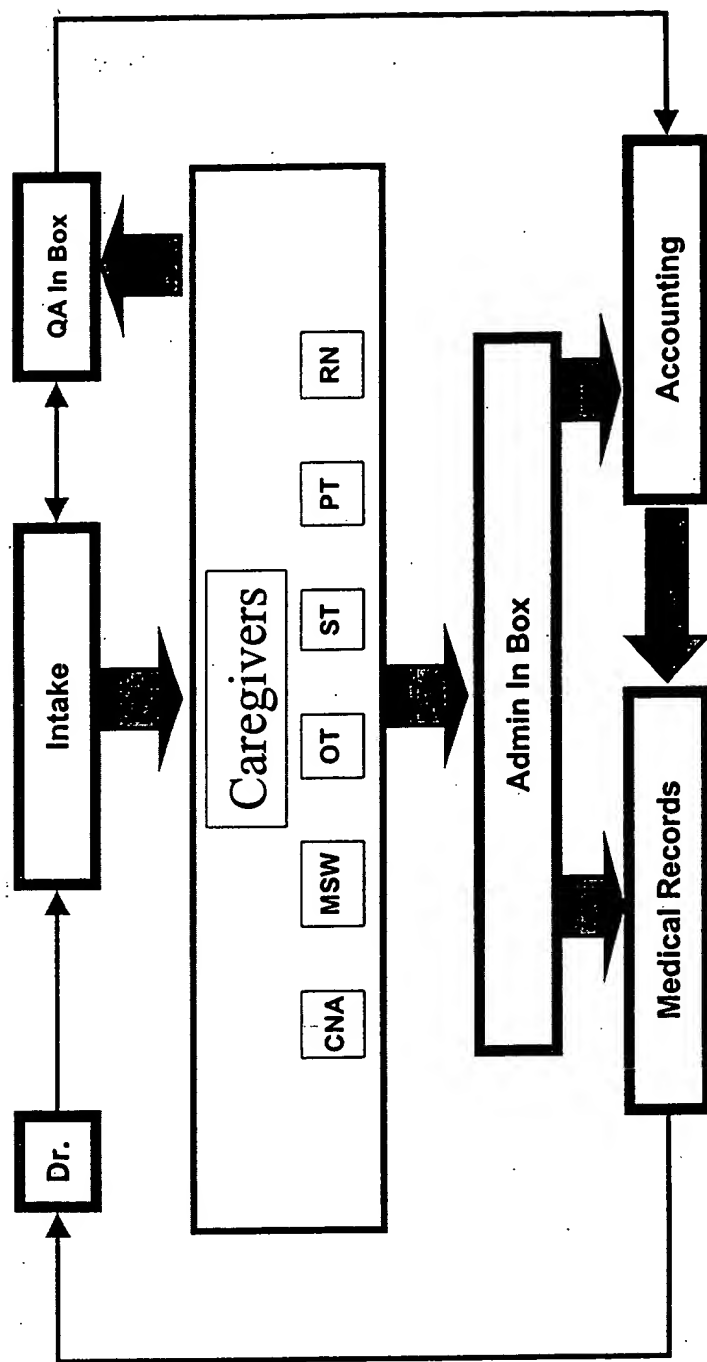 Dr.
Intake
QA In Box
Caregivers
CNA
MSW
OT
ST
PT
RN
Admin In Box
Medical Records
Accounting